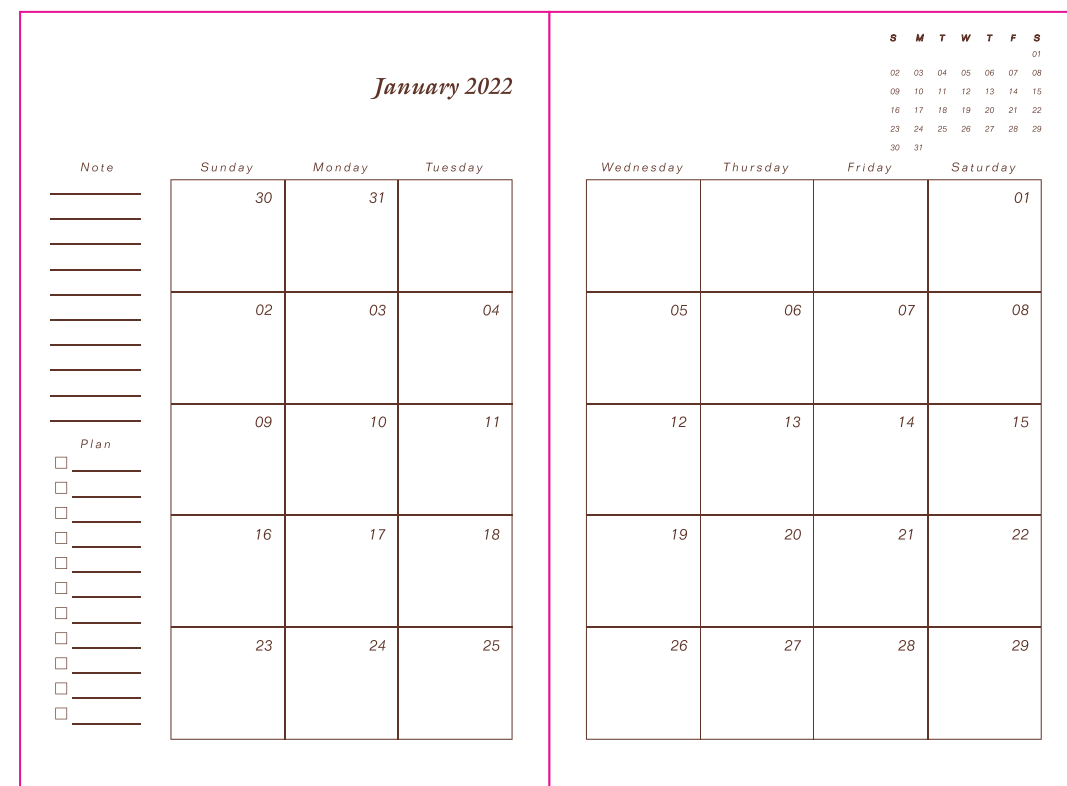 January 2022
Note
Plan
Sunday Monday Tuesday
30 31
02 03 04
09 10 11
16 17 18
23 24 25
S M T W T F S
01
02 03 04 05 06 07 08
09 10 11 12 13 14 15
16 17 18 19 20 21 22
23 24 25 26 27 28 29
30 31
Wednesday Thursday Friday Saturday
01
05 06 07 08
12 13 14 15
19 20 21 22
26 27 28 29